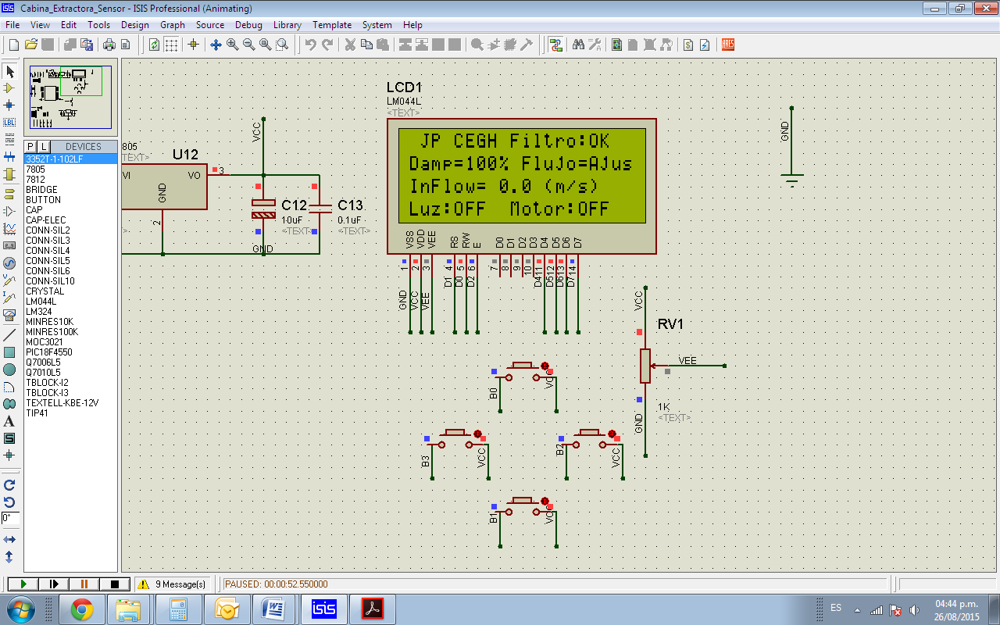 Cabina_Extractora_Sensor - ISIS Professional (Animating)
File View Edit Tools Design Graph Source Debug Library Template System Help
P L DEVICES
3352T-1-102LF
7805
7812
BRIDGE
BUTTON
CAP
CAP-ELEC
CONN-SIL2
CONN-SIL3
CONN-SIL4
CONN-SIL5
CONN-SIL6
CONN-SIL10
CRYSTAL
LM044L
LM324
MINRES10K
MINRES100K
MOC3021
PIC18F4550
Q7006L5
Q7010L5
TBLOCK-I2
TBLOCK-I3
TEXTELL-KBE-12V
TIP41
LBL
A
S
0°
ARES
805
TEXT>
U12
VI VO 3
GND
2
VCC
C12
10uF
<TEXT>
C13
0.1uF
<TEXT>
GND
LCD1
LM044L
<TEXT>
JP CEGH Filtro:OK
Damp=100% Flujo=Ajus
InFlow= 0.0 (m/s)
Luz:OFF Motor:OFF
VSS VDD VEE RS RW E D0 D1 D2 D3 D4 D5 D6 D7
1 2 3 4 5 6 7 8 9 10 11 12 13 14
GND VCC VEE D1 D0 D2 D4 D5 D6 D7
GND
VCC
RV1
VEE
1K
<TEXT>
GND
B0 VCC
B3 VCC
B2 VCC
B1 VCC
9 Message(s)
PAUSED: 00:00:52.550000
isis
ES
04:44 p.m.
26/08/2015